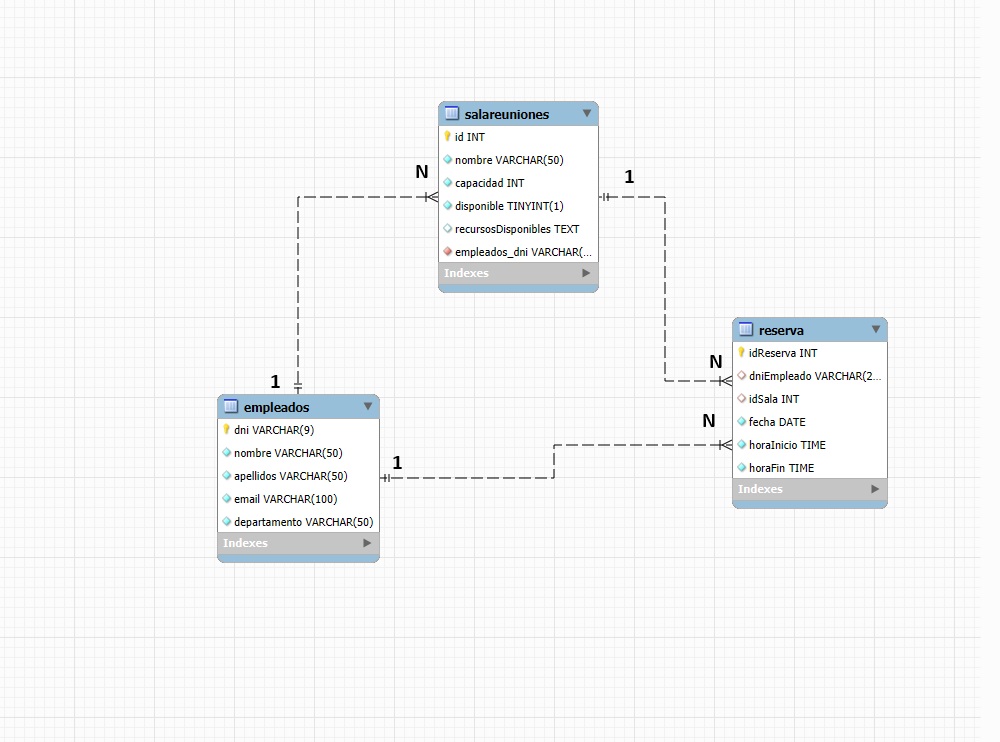 salareuniones
id INT
nombre VARCHAR(50)
capacidad INT
disponible TINYINT(1)
recursosDisponibles TEXT
empleados_dni VARCHAR(...
Indexes
N
1
1
N
N
1
empleados
dni VARCHAR(9)
nombre VARCHAR(50)
apellidos VARCHAR(50)
email VARCHAR(100)
departamento VARCHAR(50)
Indexes
reserva
idReserva INT
dniEmpleado VARCHAR(2...
idSala INT
fecha DATE
horaInicio TIME
horaFin TIME
Indexes